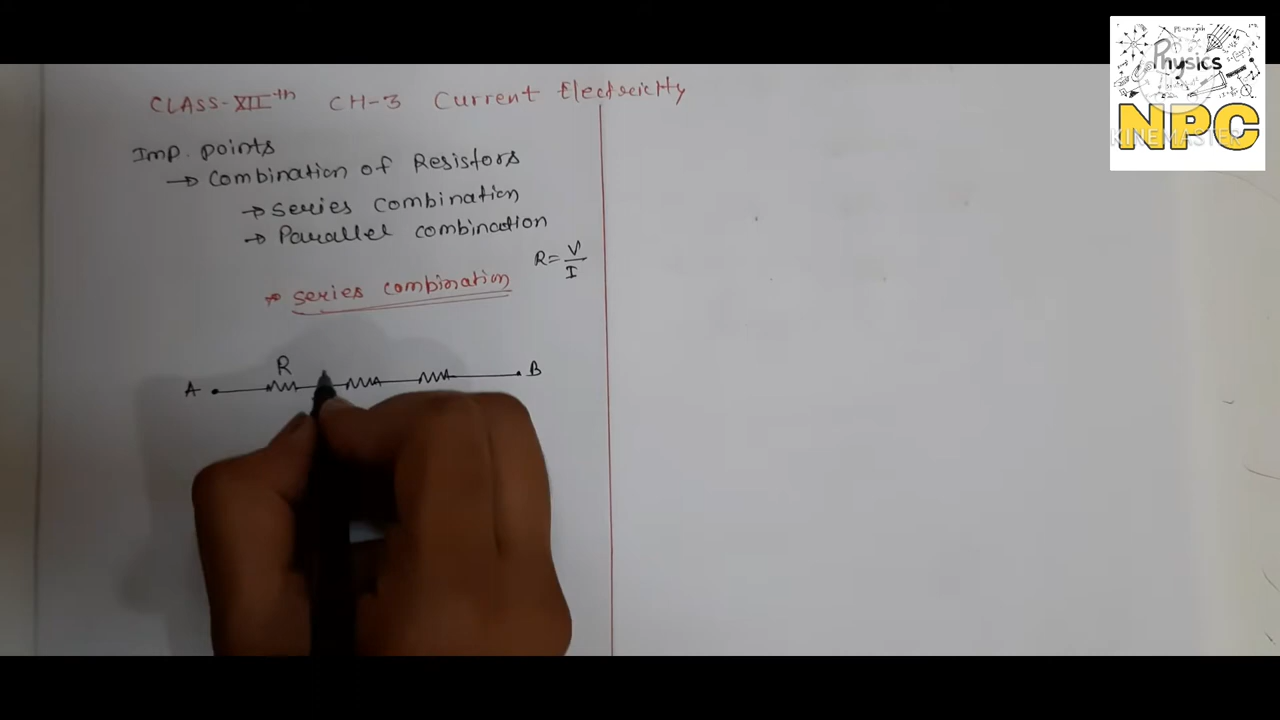 CLASS-XIIth CH-3 Current Electricity
Imp. points
→ Combination of Resistors
→ series combination
→ Parallel combination
R = V/I
series combination
R
A B
Physics
NPC
KINEMASTER